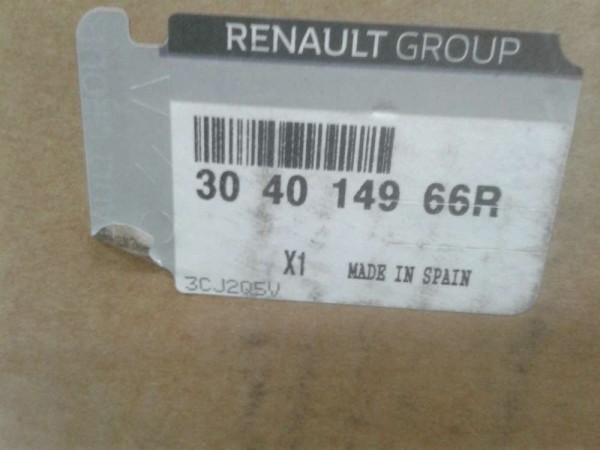 RENAULT GROUP
30 40 149 66R
X1 MADE IN SPAIN
3CJ2Q5V